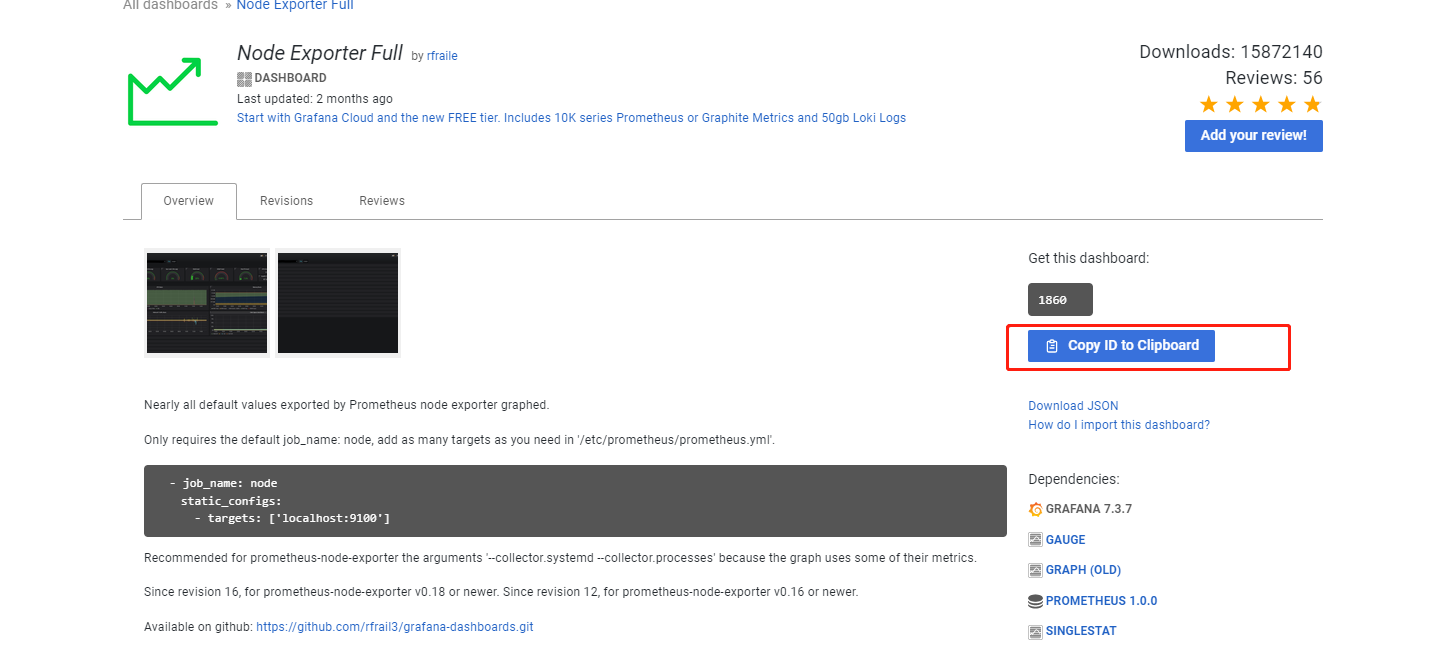 All dashboards » Node Exporter Full
Node Exporter Full by rfraile
DASHBOARD
Last updated: 2 months ago
Start with Grafana Cloud and the new FREE tier. Includes 10K series Prometheus or Graphite Metrics and 50gb Loki Logs
Downloads: 15872140
Reviews: 56
Add your review!
Overview
Revisions
Reviews
Get this dashboard:
1860
Copy ID to Clipboard
Download JSON
How do I import this dashboard?
Nearly all default values exported by Prometheus node exporter graphed.
Only requires the default job_name: node, add as many targets as you need in '/etc/prometheus/prometheus.yml'.
- job_name: node
static_configs:
- targets: ['localhost:9100']
Recommended for prometheus-node-exporter the arguments '--collector.systemd --collector.processes' because the graph uses some of their metrics.
Since revision 16, for prometheus-node-exporter v0.18 or newer. Since revision 12, for prometheus-node-exporter v0.16 or newer.
Available on github: https://github.com/rfrail3/grafana-dashboards.git
Dependencies:
GRAFANA 7.3.7
GAUGE
GRAPH (OLD)
PROMETHEUS 1.0.0
SINGLESTAT